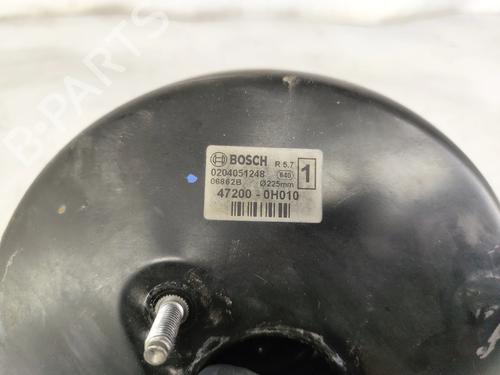 B-PARTS
BOSCH R 5.7
0204051248 640 1
06862B Ø225mm
47200 - 0H010